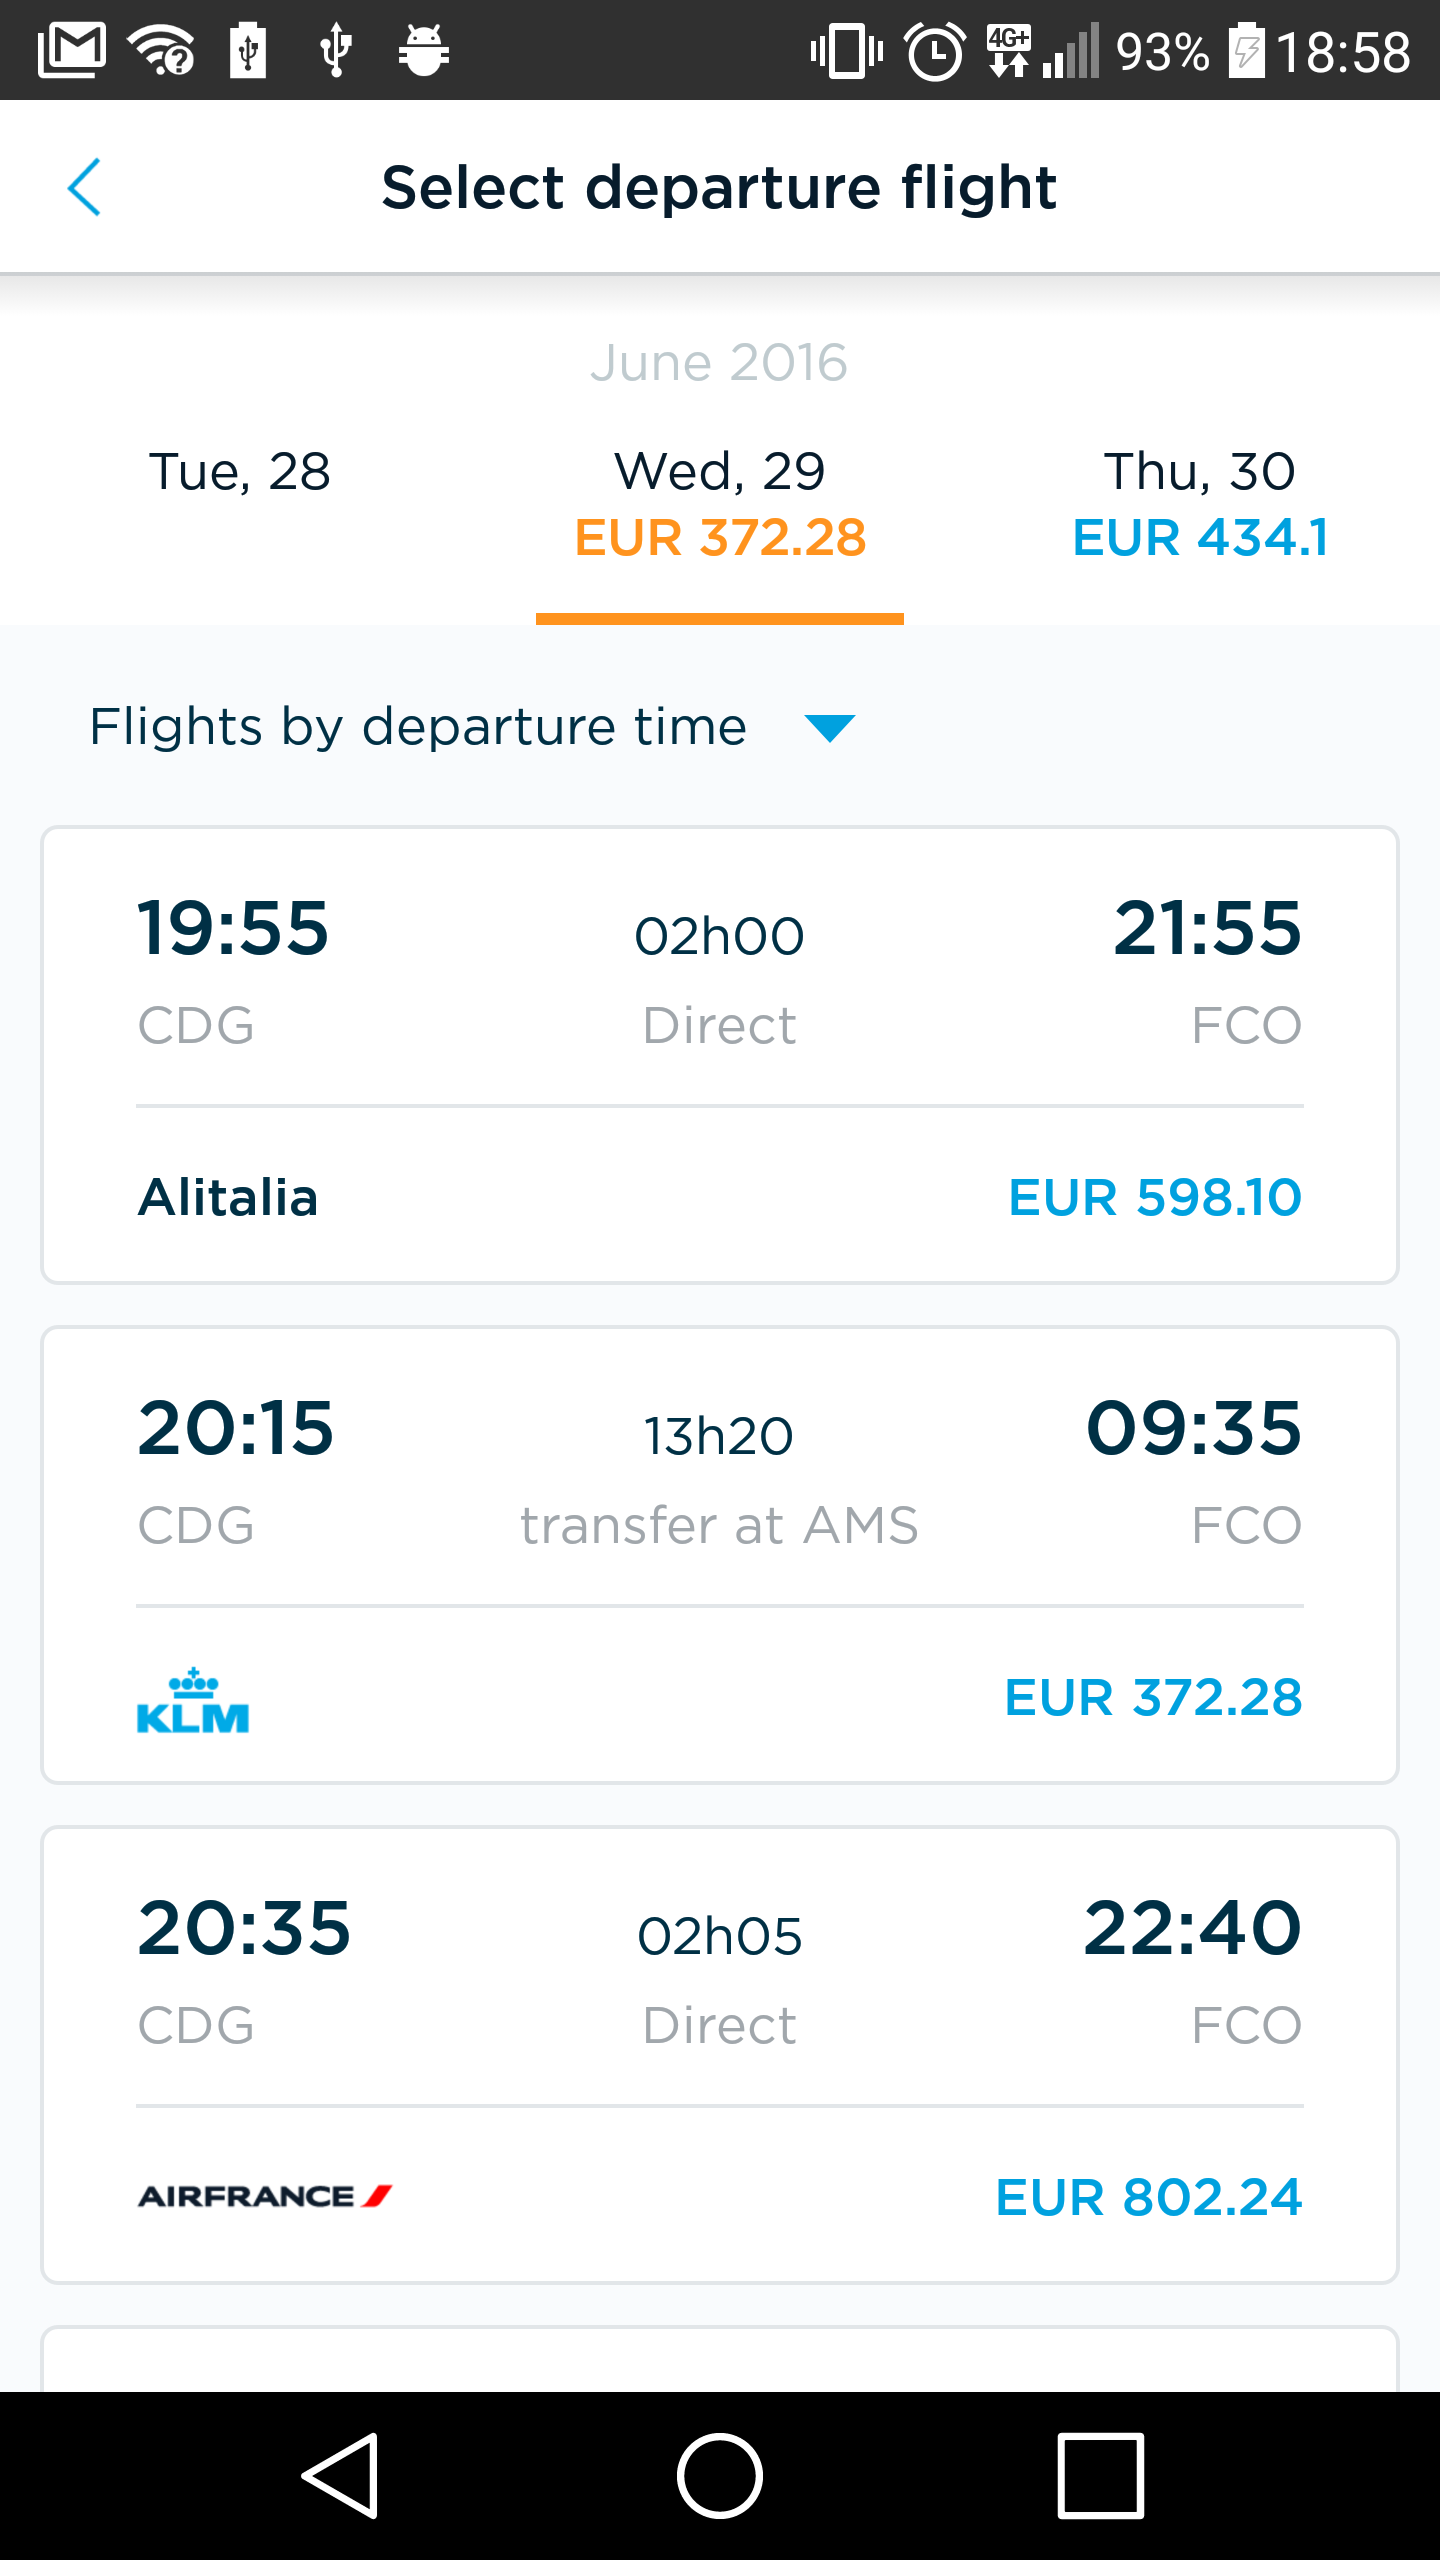 4G+ 93% 18:58
Select departure flight
June 2016
Tue, 28 Wed, 29 Thu, 30
EUR 372.28 EUR 434.1
Flights by departure time
19:55 02h00 21:55
CDG Direct FCO
Alitalia EUR 598.10
20:15 13h20 09:35
CDG transfer at AMS FCO
KLM EUR 372.28
20:35 02h05 22:40
CDG Direct FCO
AIRFRANCE EUR 802.24